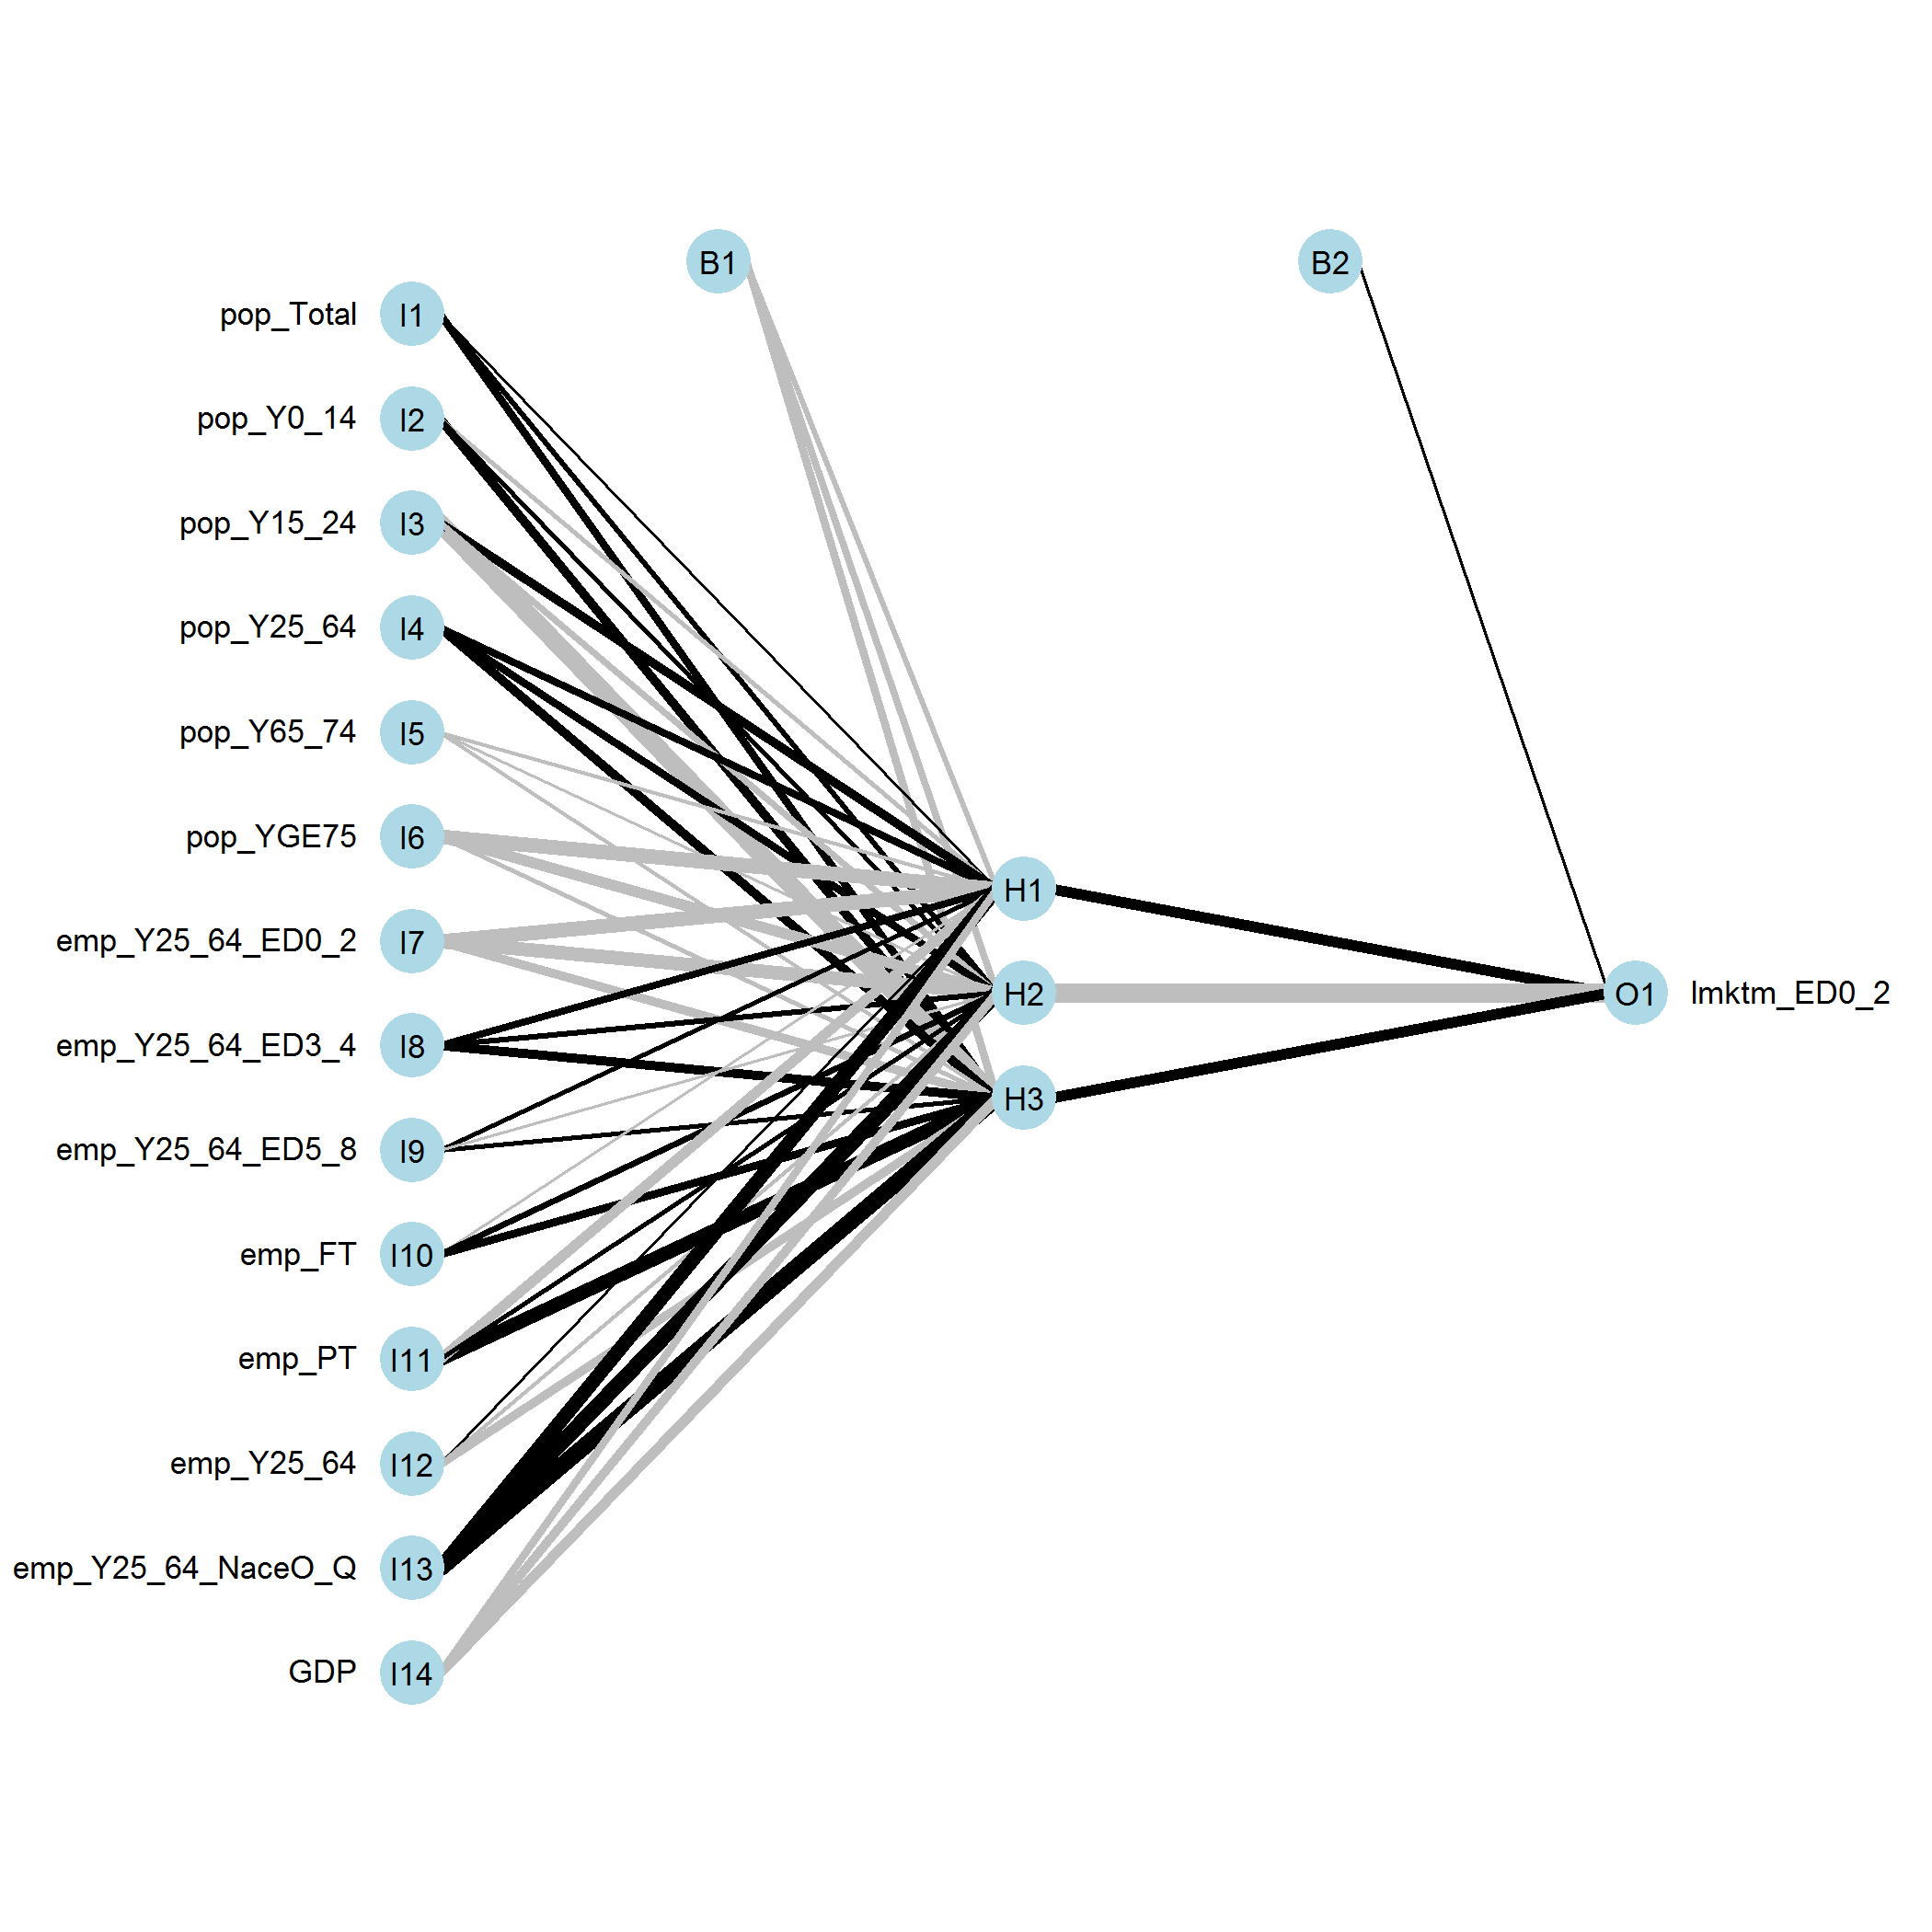 B1
B2
pop_Total I1
pop_Y0_14 I2
pop_Y15_24 I3
pop_Y25_64 I4
pop_Y65_74 I5
pop_YGE75 I6
H1
emp_Y25_64_ED0_2 I7
H2
O1 lmktm_ED0_2
emp_Y25_64_ED3_4 I8
H3
emp_Y25_64_ED5_8 I9
emp_FT I10
emp_PT I11
emp_Y25_64 I12
emp_Y25_64_NaceO_Q I13
GDP I14